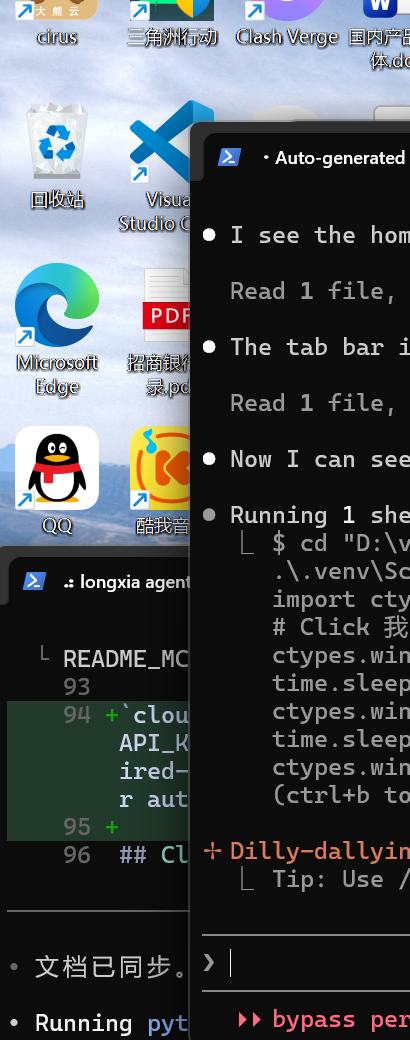 大熊云
cirus
三角洲行动
Clash Verge
国内产品
体.do
回收站
Visua
Studio C
Microsoft
Edge
PDF
招商银行
录.pd
QQ
酷我音
· Auto-generated
● I see the hom
Read 1 file,
● The tab bar i
Read 1 file,
● Now I can see
● Running 1 she
$ cd "D:\v
.\.venv\Sc
import cty
# Click 我
ctypes.win
time.sleep
ctypes.win
time.sleep
ctypes.win
(ctrl+b to
Dilly-dallyin
Tip: Use /
❯
bypass per
longxia agent
└ README_MC
93
94 +`clou
API_K
ired-
r aut
95 +
96 ## Cl
• 文档已同步。
• Running pyt